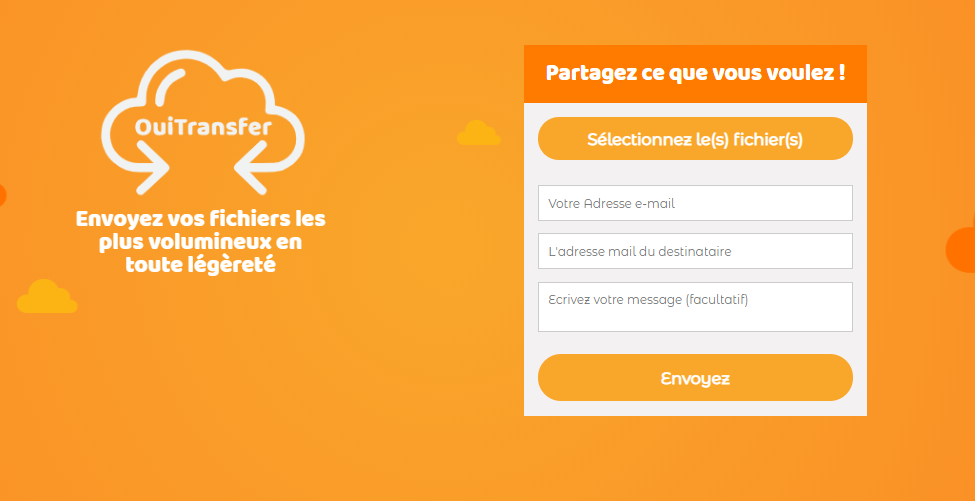 OuiTransfer
Envoyez vos fichiers les
plus volumineux en
toute légèreté
Partagez ce que vous voulez !
Sélectionnez le(s) fichier(s)
Votre Adresse e-mail
L'adresse mail du destinataire
Ecrivez votre message (facultatif)
Envoyez